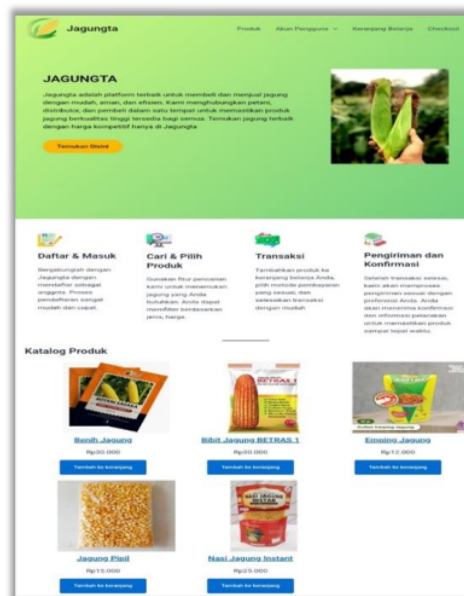 Jagungta
Produk Akun Pengguna Keranjang Belanja Checkout
JAGUNGTA
Jagungta adalah platform terbaik untuk membeli dan menjual jagung
dengan mudah, aman, dan efisien. Kami menghubungkan petani,
distributor, dan pembeli dalam satu tempat untuk memastikan produk
jagung berkualitas tinggi tersedia bagi semua. Temukan jagung terbaik
dengan harga kompetitif hanya di Jagungta
Temukan Disini
Daftar & Masuk
Bergabunglah dengan
Jagungta dengan
mendaftar sebagai
anggota. Proses
pendaftaran sangat
mudah dan cepat.
Cari & Pilih
Produk
Gunakan fitur pencarian
kami untuk menemukan
jagung yang Anda
butuhkan. Anda dapat
memfilter berdasarkan
jenis, harga.
Transaksi
Tambahkan produk ke
keranjang belanja Anda,
pilih metode pembayaran
yang sesuai, dan
selesaikan transaksi
dengan mudah
Pengiriman dan
Konfirmasi
Setelah transaksi selesai,
kami akan memproses
pengiriman sesuai dengan
preferensi Anda. Anda
akan menerima konfirmasi
dan informasi pelacakan
untuk memastikan produk
sampai tepat waktu.
Katalog Produk
BETRAS 1
Benih Jagung
Rp30.000
Tambah ke keranjang
Bibit Jagung BETRAS 1
Rp30.000
Tambah ke keranjang
Emping Jagung
Rp12.000
Tambah ke keranjang
NASI JAGUNG
INSTAN
Jagung Pipil
Rp15.000
Tambah ke keranjang
Nasi Jagung Instant
Rp25.000
Tambah ke keranjang